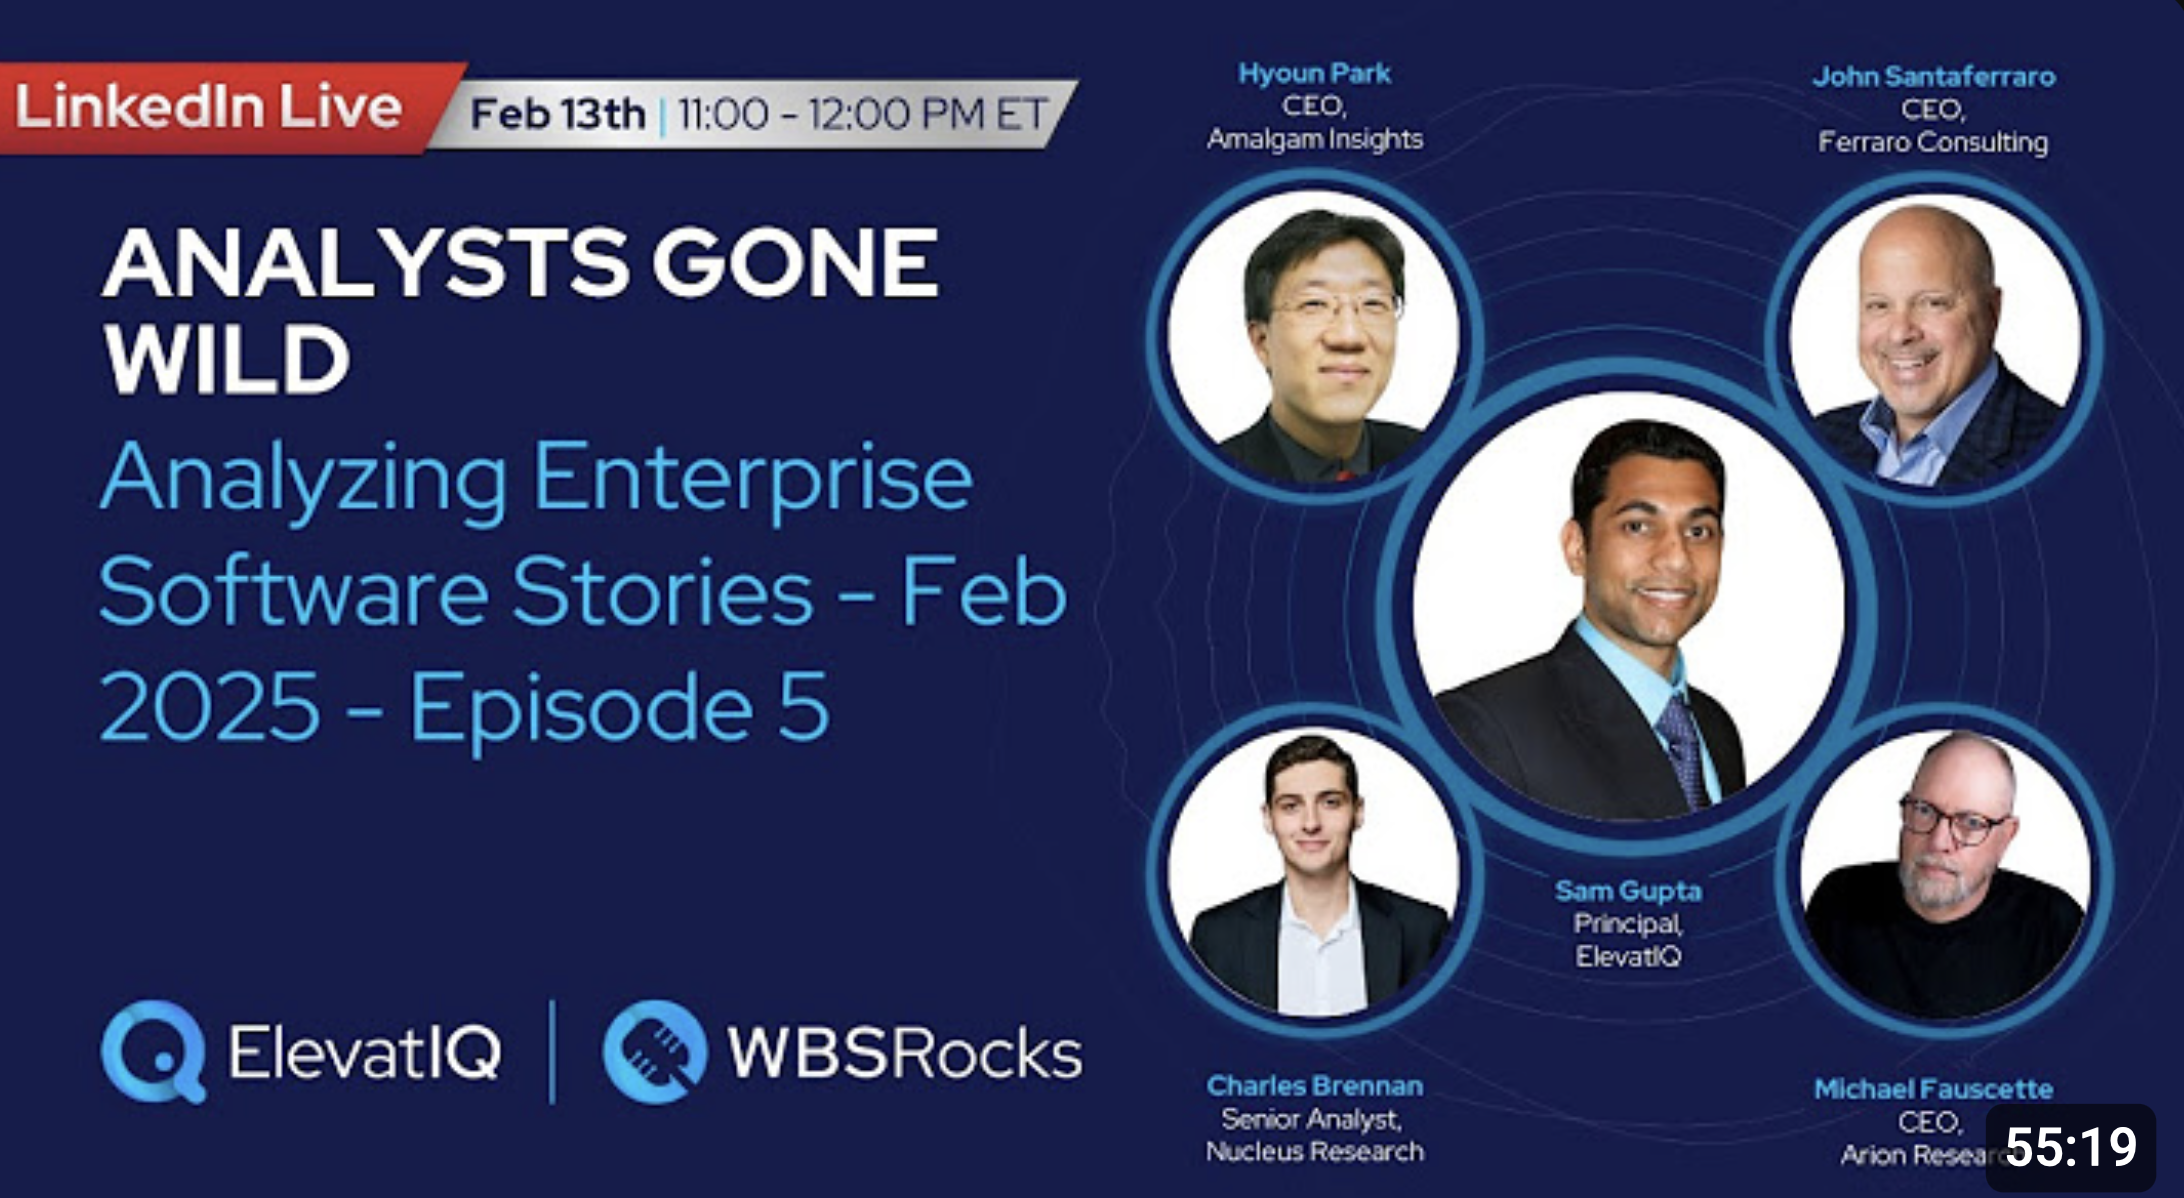 LinkedIn Live
Feb 13th | 11:00 - 12:00 PM ET
ANALYSTS GONE
WILD
Analyzing Enterprise
Software Stories - Feb
2025 - Episode 5
ElevatIQ | WBSRocks
Hyoun Park
CEO,
Amalgam Insights
John Santaferraro
CEO,
Ferraro Consulting
Sam Gupta
Principal,
ElevatIQ
Charles Brennan
Senior Analyst,
Nucleus Research
Michael Fauscette
CEO,
Arion
55:19